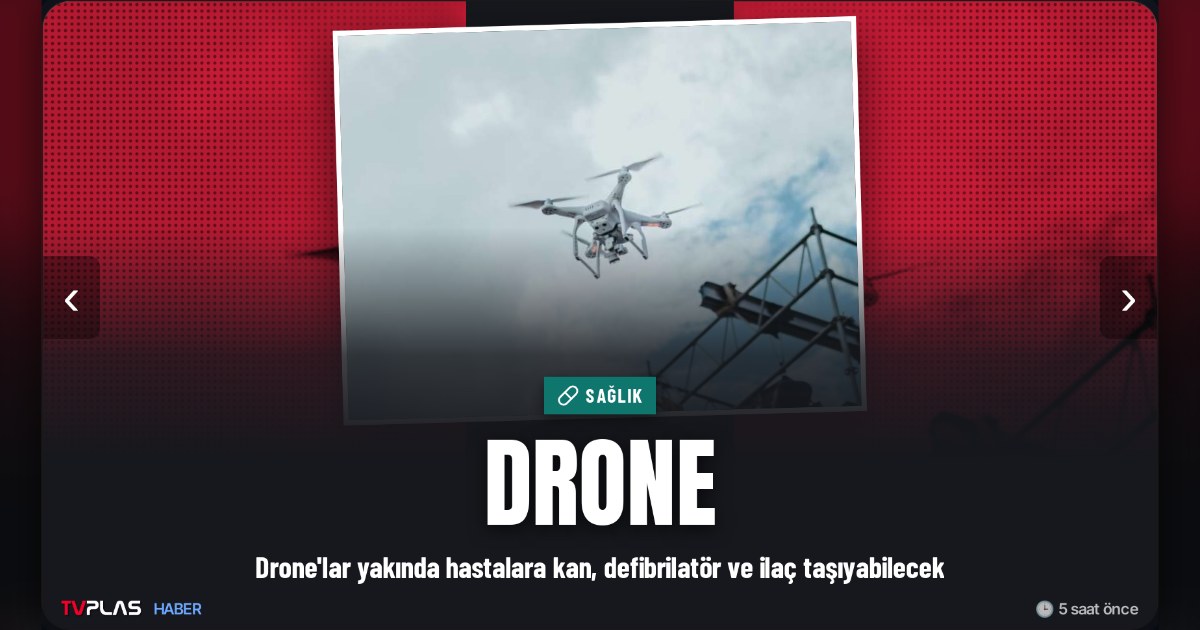 SAĞLIK
DRONE
Drone'lar yakında hastalara kan, defibrilatör ve ilaç taşıyabilecek
TVPLAS HABER
5 saat önce